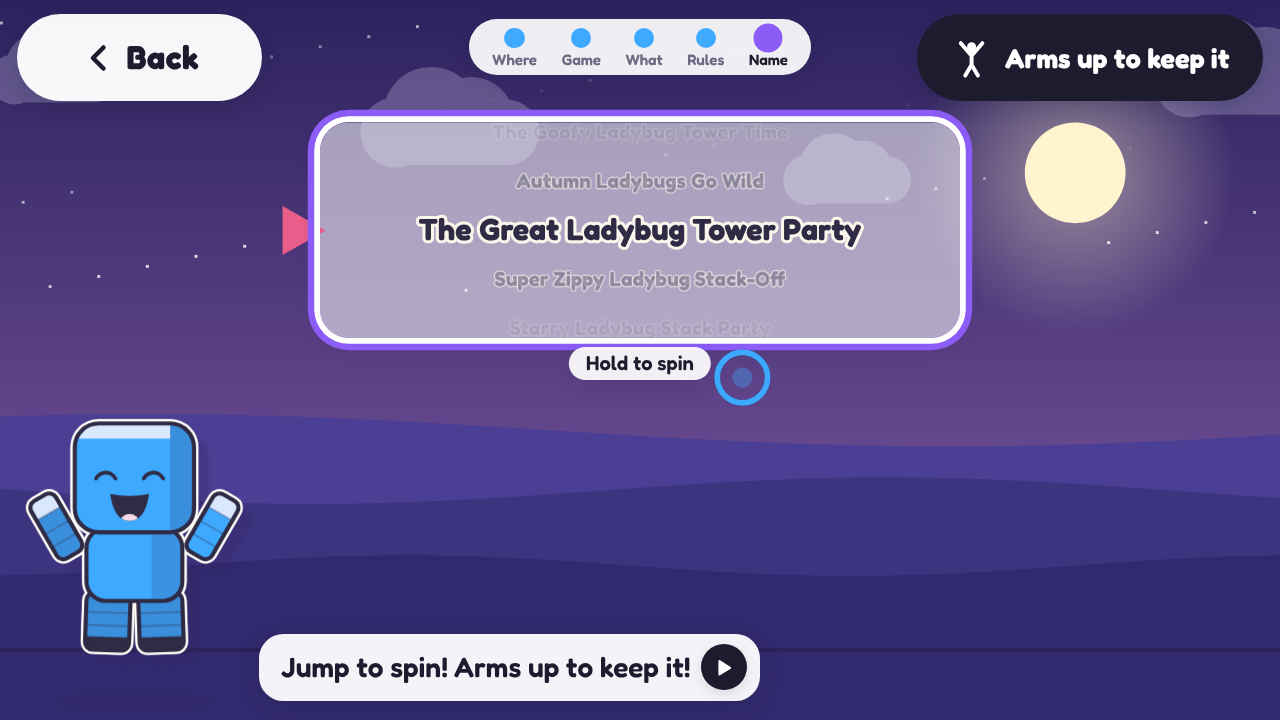 Back
Where
Game
What
Rules
Name
Arms up to keep it
The Goofy Ladybug Tower Time
Autumn Ladybugs Go Wild
The Great Ladybug Tower Party
Super Zippy Ladybug Stack-Off
Starry Ladybug Stack Party
Hold to spin
Jump to spin! Arms up to keep it!